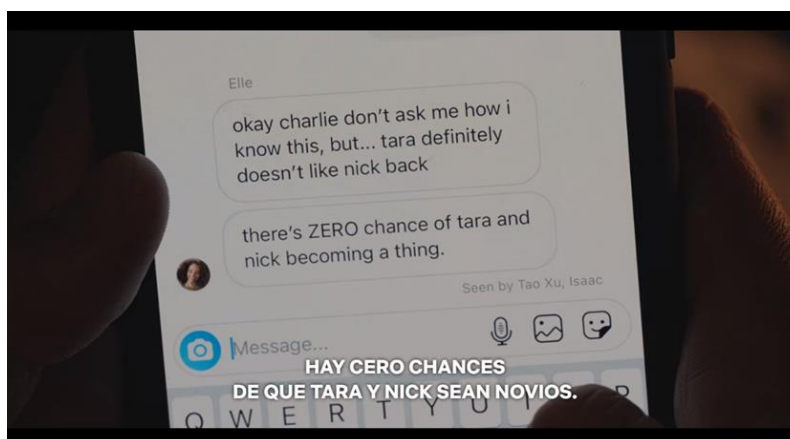 Elle
okay charlie don't ask me how i
know this, but... tara definitely
doesn't like nick back
there's ZERO chance of tara and
nick becoming a thing.
Seen by Tao Xu, Isaac
Message...
HAY CERO CHANCES
DE QUE TARA Y NICK SEAN NOVIOS.
Q W E R T Y U I P